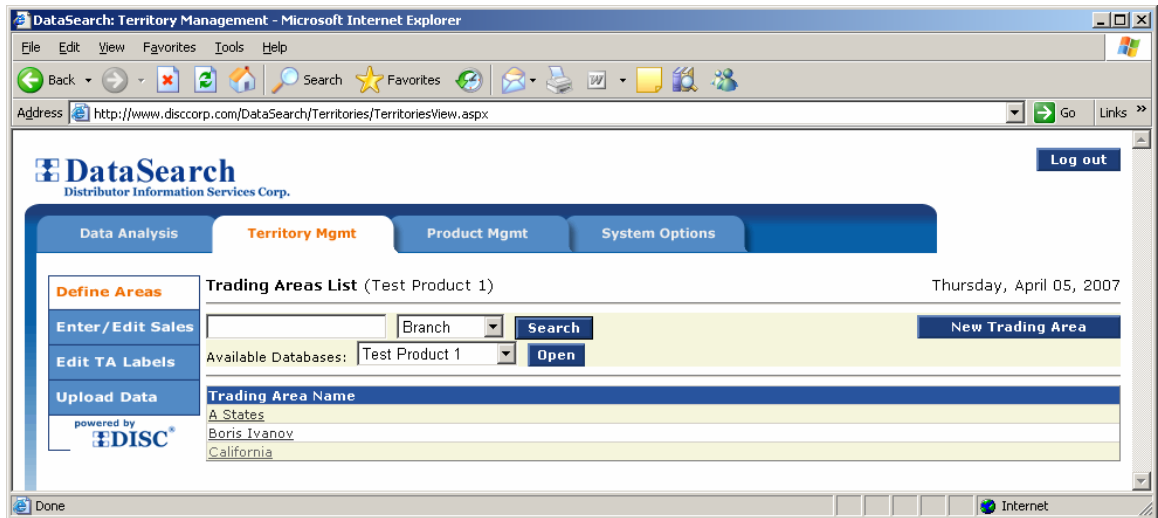 DataSearch: Territory Management - Microsoft Internet Explorer
File Edit View Favorites Tools Help
Back Search Favorites
Address http://www.disccorp.com/DataSearch/Territories/TerritoriesView.aspx Go Links »
DataSearch Log out
Distributor Information Services Corp.
Data Analysis Territory Mgmt Product Mgmt System Options
Define Areas Trading Areas List (Test Product 1) Thursday, April 05, 2007
Enter/Edit Sales Branch Search New Trading Area
Edit TA Labels Available Databases: Test Product 1 Open
Upload Data Trading Area Name
powered by A States
DISC® Boris Ivanov
California
Done Internet